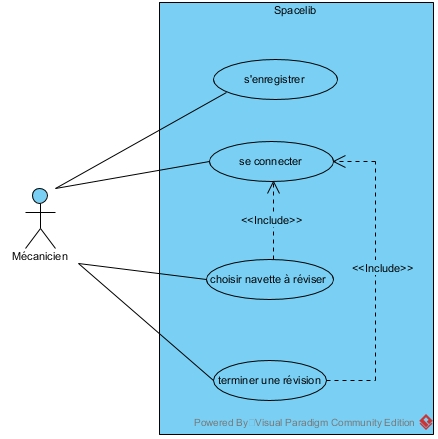 Spacelib
s'enregistrer
se connecter
<<Include>>
Mécanicien
<<Include>>
choisir navette à réviser
terminer une révision
Powered By Visual Paradigm Community Edition